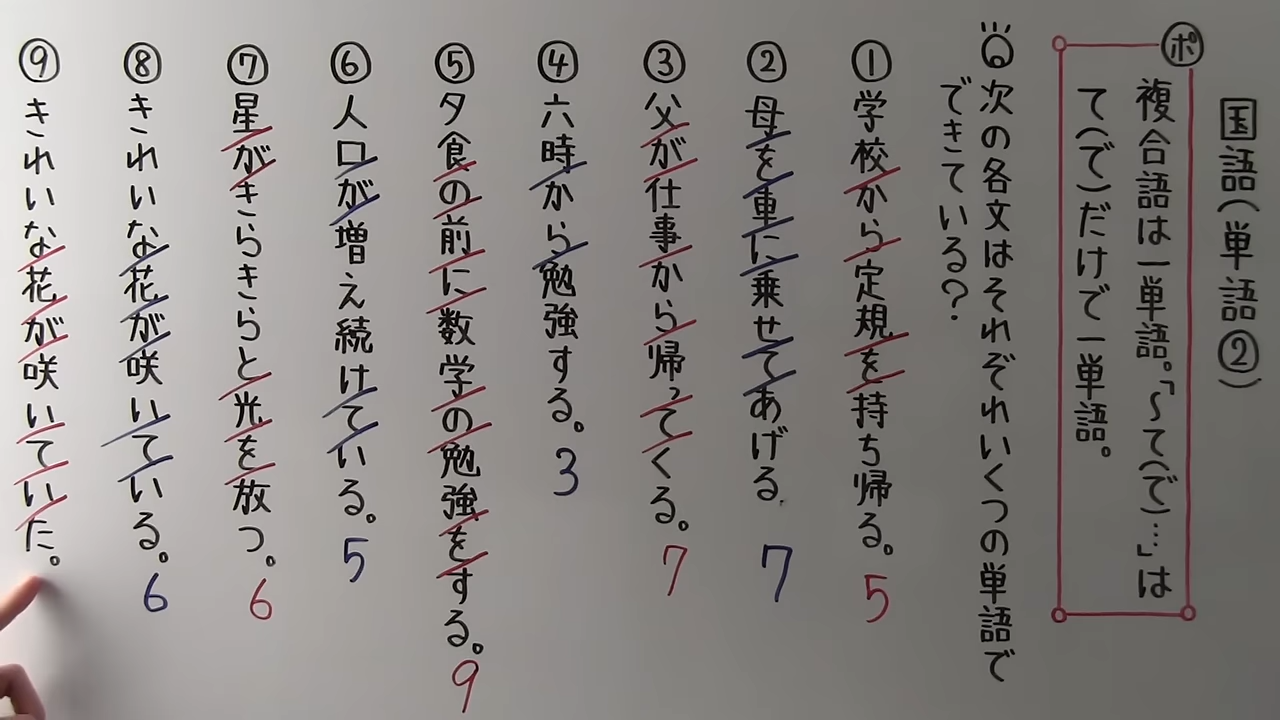 国語(単語②)
ポ
複合語は一単語。「〜て(で)…」は
て(で)だけで一単語。
Q次の各文はそれぞれいくつの単語で
できている?
①学校から定規を持ち帰る。5
②母を車に乗せてあげる.7
③父が仕事から帰ってくる。7
④六時から勉強する。3
⑤夕食の前に数学の勉強をする。9
⑥人口が増え続けている。5
⑦星がきらきらと光を放つ。6
⑧きれいな花が咲いている。6
⑨きれいな花が咲いていた。